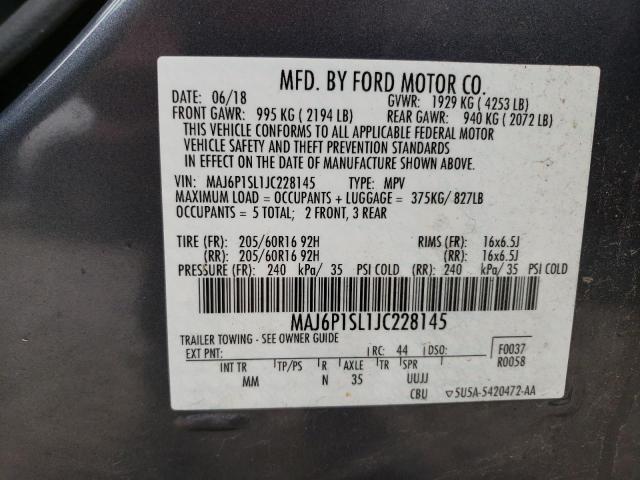 MFD. BY FORD MOTOR CO.
DATE: 06/18 GVWR: 1929 KG ( 4253 LB)
FRONT GAWR: 995 KG ( 2194 LB) REAR GAWR: 940 KG ( 2072 LB)
THIS VEHICLE CONFORMS TO ALL APPLICABLE FEDERAL MOTOR
VEHICLE SAFETY AND THEFT PREVENTION STANDARDS
IN EFFECT ON THE DATE OF MANUFACTURE SHOWN ABOVE.
VIN: MAJ6P1SL1JC228145 TYPE: MPV
MAXIMUM LOAD = OCCUPANTS + LUGGAGE = 375KG/ 827LB
OCCUPANTS = 5 TOTAL; 2 FRONT, 3 REAR
TIRE (FR): 205/60R16 92H RIMS (FR): 16x6.5J
(RR): 205/60R16 92H (RR): 16x6.5J
PRESSURE (FR): 240 kPa/ 35 PSI COLD (RR): 240 kPa/ 35 PSI COLD
MAJ6P1SL1JC228145
TRAILER TOWING - SEE OWNER GUIDE
EXT PNT: RC: 44 DSO: F0037
R0058
INT TR TP/PS R AXLE TR SPR
MM N 35 UUJJ
CBU ▽5U5A-5420472-AA